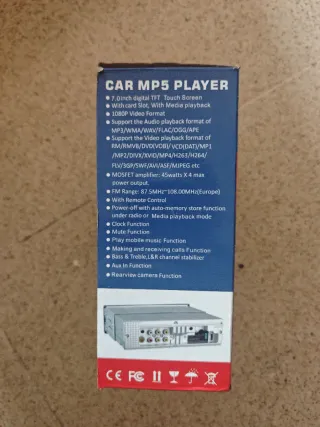 CAR MP5 PLAYER
7.0inch digital TFT Touch Screen
With card Slot, With Media playback
1080P Video Format
Support the Audio playback format of
MP3/WMA/WAV/FLAC/OGG/APE
Support the Video playback format of
RM/RMVB/DIVX(VOB)/ VCD(DAT)/MP1
/MP2/DIVX/XVID/MP4/H263/H264/
FLV/3GP/SWF/AVI/ASF/MJPEG etc.
MOSFET amplifier: 45watts X 4 max
power output.
FM Range: 87.5MHz~108.00MHz(Europe)
With Remote Control
Power-off with auto-memory store function
under radio or Media playback mode
Clock Function
Mute Function
Play mobile music Function
Making and receiving calls Function
Bass & Treble,L&R channel stabilizer
Aux In Function
Rearview camera Function
CE FC